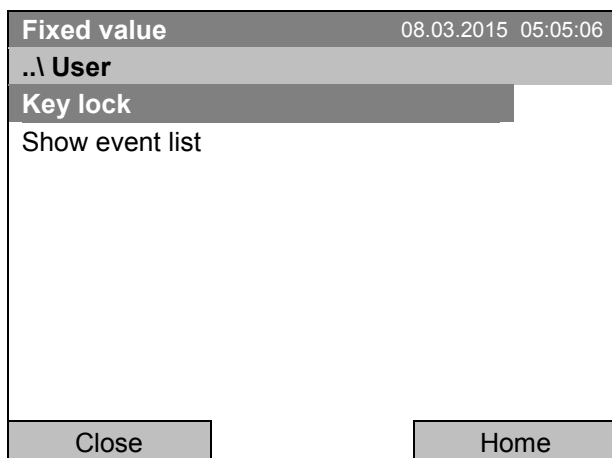 Fixed value 08.03.2015 05:05:06
..\ User
Key lock
Show event list
Close Home